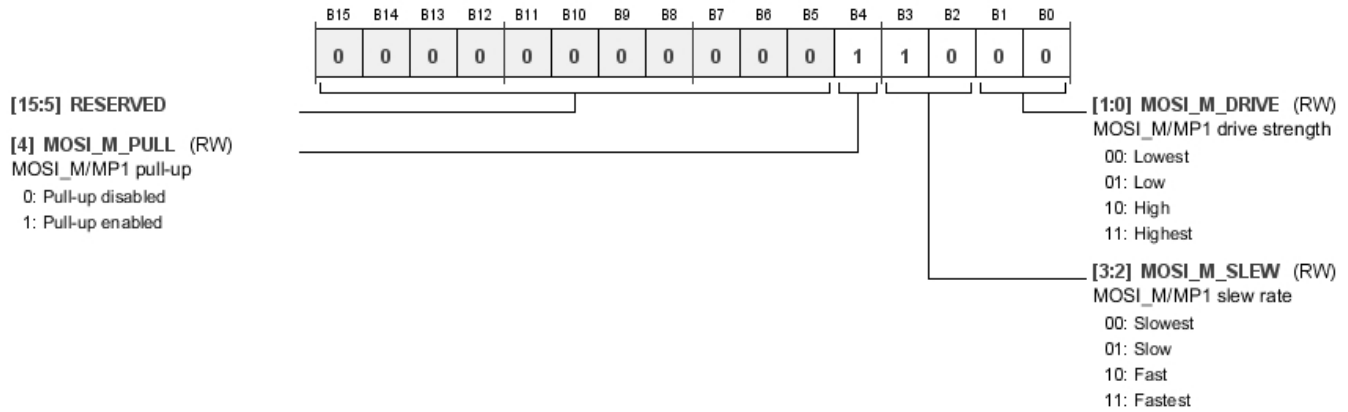 B15 B14 B13 B12 B11 B10 B9 B8 B7 B6 B5 B4 B3 B2 B1 B0
0 0 0 0 0 0 0 0 0 0 0 1 1 0 0 0
[15:5] RESERVED
[4] MOSI_M_PULL (RW)
MOSI_M/MP1 pull-up
0: Pull-up disabled
1: Pull-up enabled
[1:0] MOSI_M_DRIVE (RW)
MOSI_M/MP1 drive strength
00: Lowest
01: Low
10: High
11: Highest
[3:2] MOSI_M_SLEW (RW)
MOSI_M/MP1 slew rate
00: Slowest
01: Slow
10: Fast
11: Fastest